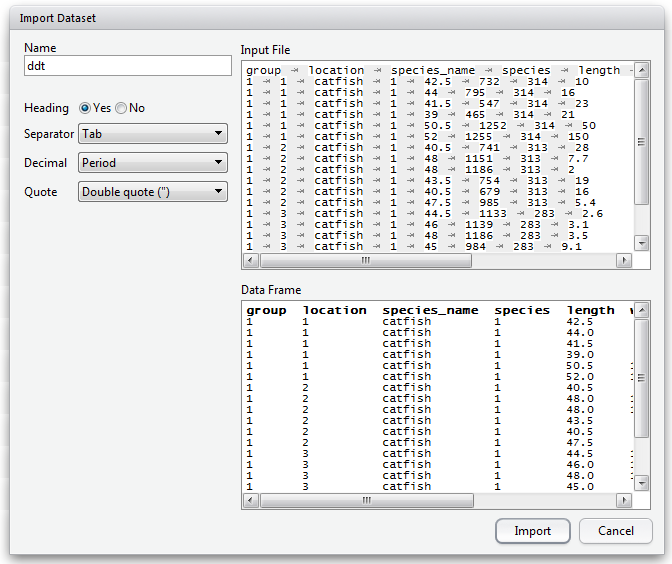 Import Dataset
Name
ddt
Heading Yes No
Separator Tab
Decimal Period
Quote Double quote (")
Input File
group → location → species_name → species → length →
1 → 1 → catfish → 1 → 42.5 → 732 → 314 → 10
1 → 1 → catfish → 1 → 44 → 795 → 314 → 16
1 → 1 → catfish → 1 → 41.5 → 547 → 314 → 23
1 → 1 → catfish → 1 → 39 → 465 → 314 → 21
1 → 1 → catfish → 1 → 50.5 → 1252 → 314 → 50
1 → 1 → catfish → 1 → 52 → 1255 → 314 → 150
1 → 2 → catfish → 1 → 40.5 → 741 → 313 → 28
1 → 2 → catfish → 1 → 48 → 1151 → 313 → 7.7
1 → 2 → catfish → 1 → 48 → 1186 → 313 → 2
1 → 2 → catfish → 1 → 43.5 → 754 → 313 → 19
1 → 2 → catfish → 1 → 40.5 → 679 → 313 → 16
1 → 2 → catfish → 1 → 47.5 → 985 → 313 → 5.4
1 → 3 → catfish → 1 → 44.5 → 1133 → 283 → 2.6
1 → 3 → catfish → 1 → 46 → 1139 → 283 → 3.1
1 → 3 → catfish → 1 → 48 → 1186 → 283 → 3.5
1 → 3 → catfish → 1 → 45 → 984 → 283 → 9.1
Data Frame
group location species_name species length
1 1 catfish 1 42.5
1 1 catfish 1 44.0
1 1 catfish 1 41.5
1 1 catfish 1 39.0
1 1 catfish 1 50.5
1 1 catfish 1 52.0
1 2 catfish 1 40.5
1 2 catfish 1 48.0
1 2 catfish 1 48.0
1 2 catfish 1 43.5
1 2 catfish 1 40.5
1 2 catfish 1 47.5
1 3 catfish 1 44.5
1 3 catfish 1 46.0
1 3 catfish 1 48.0
1 3 catfish 1 45.0
Import Cancel